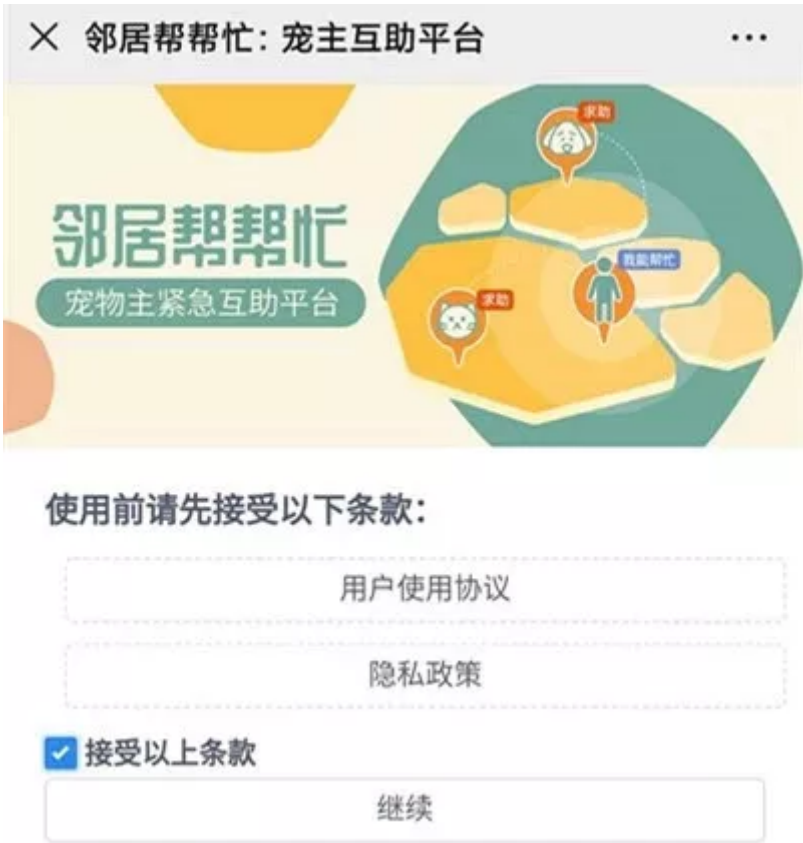 邻居帮帮忙：宠主互助平台
求助
邻居帮帮忙
我能帮忙
宠物主紧急互助平台
求助
使用前请先接受以下条款：
用户使用协议
隐私政策
接受以上条款
继续